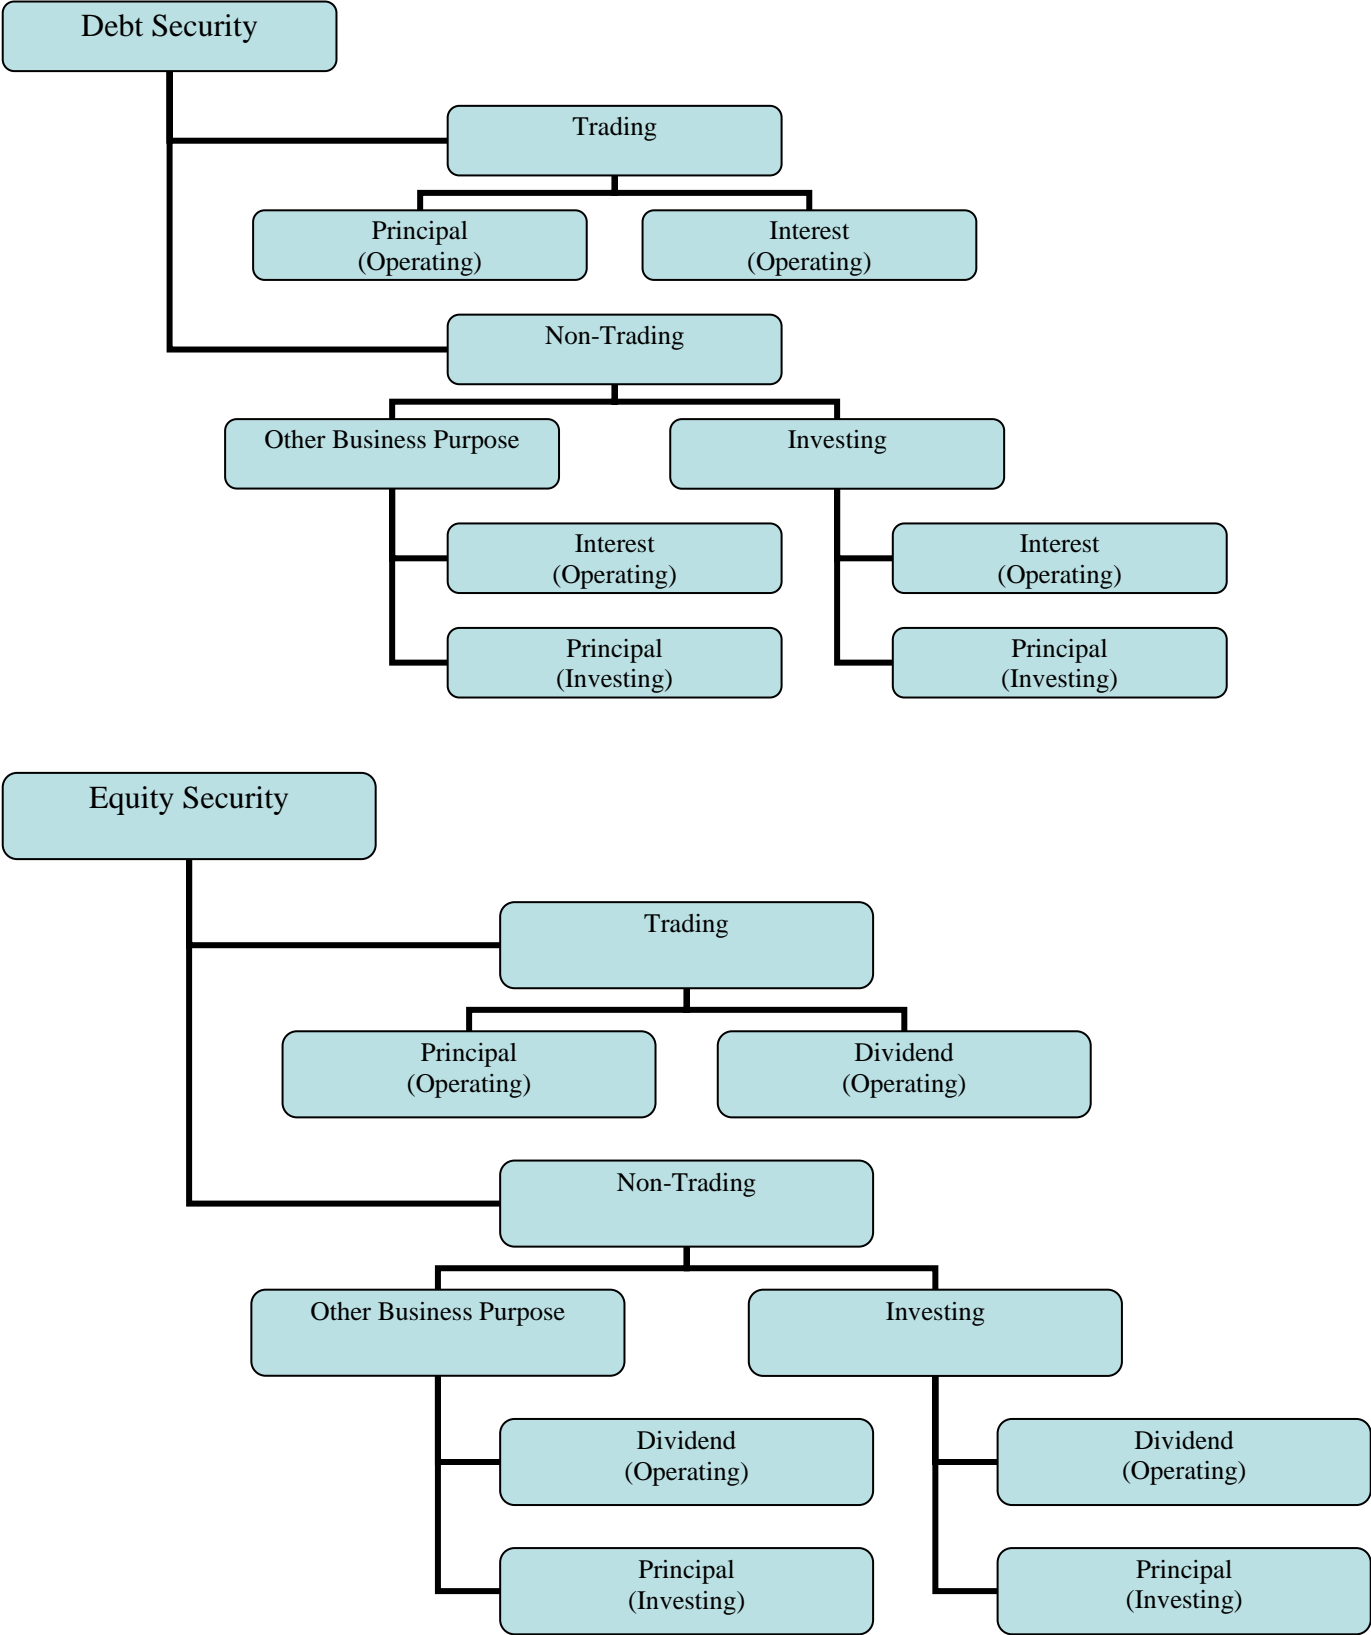 Debt Security
Trading
Principal
(Operating)
Interest
(Operating)
Non-Trading
Other Business Purpose
Investing
Interest
(Operating)
Interest
(Operating)
Principal
(Investing)
Principal
(Investing)
Equity Security
Trading
Principal
(Operating)
Dividend
(Operating)
Non-Trading
Other Business Purpose
Investing
Dividend
(Operating)
Dividend
(Operating)
Principal
(Investing)
Principal
(Investing)